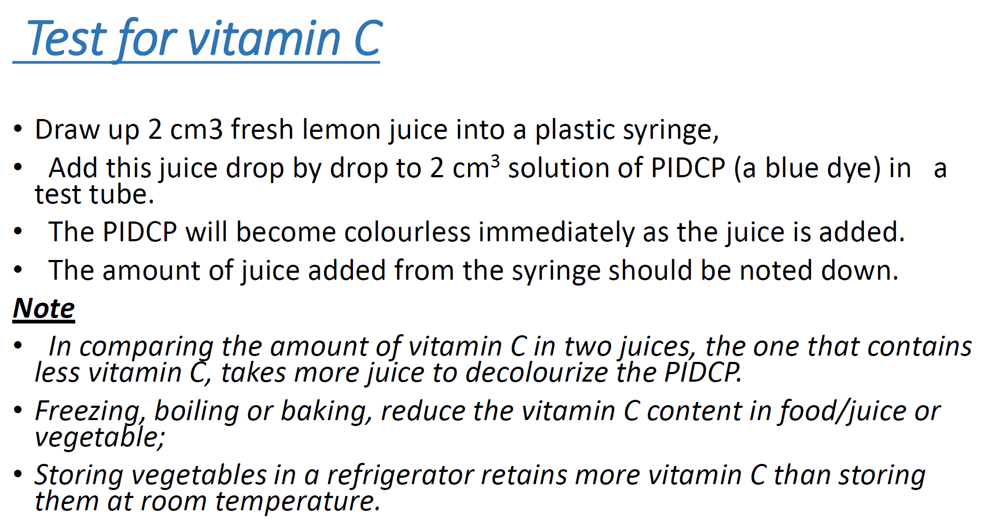 Test for vitamin C
• Draw up 2 cm3 fresh lemon juice into a plastic syringe,
• Add this juice drop by drop to 2 cm³ solution of PIDCP (a blue dye) in a
test tube.
• The PIDCP will become colourless immediately as the juice is added.
• The amount of juice added from the syringe should be noted down.
Note
• In comparing the amount of vitamin C in two juices, the one that contains
less vitamin C, takes more juice to decolourize the PIDCP.
• Freezing, boiling or baking, reduce the vitamin C content in food/juice or
vegetable;
• Storing vegetables in a refrigerator retains more vitamin C than storing
them at room temperature.